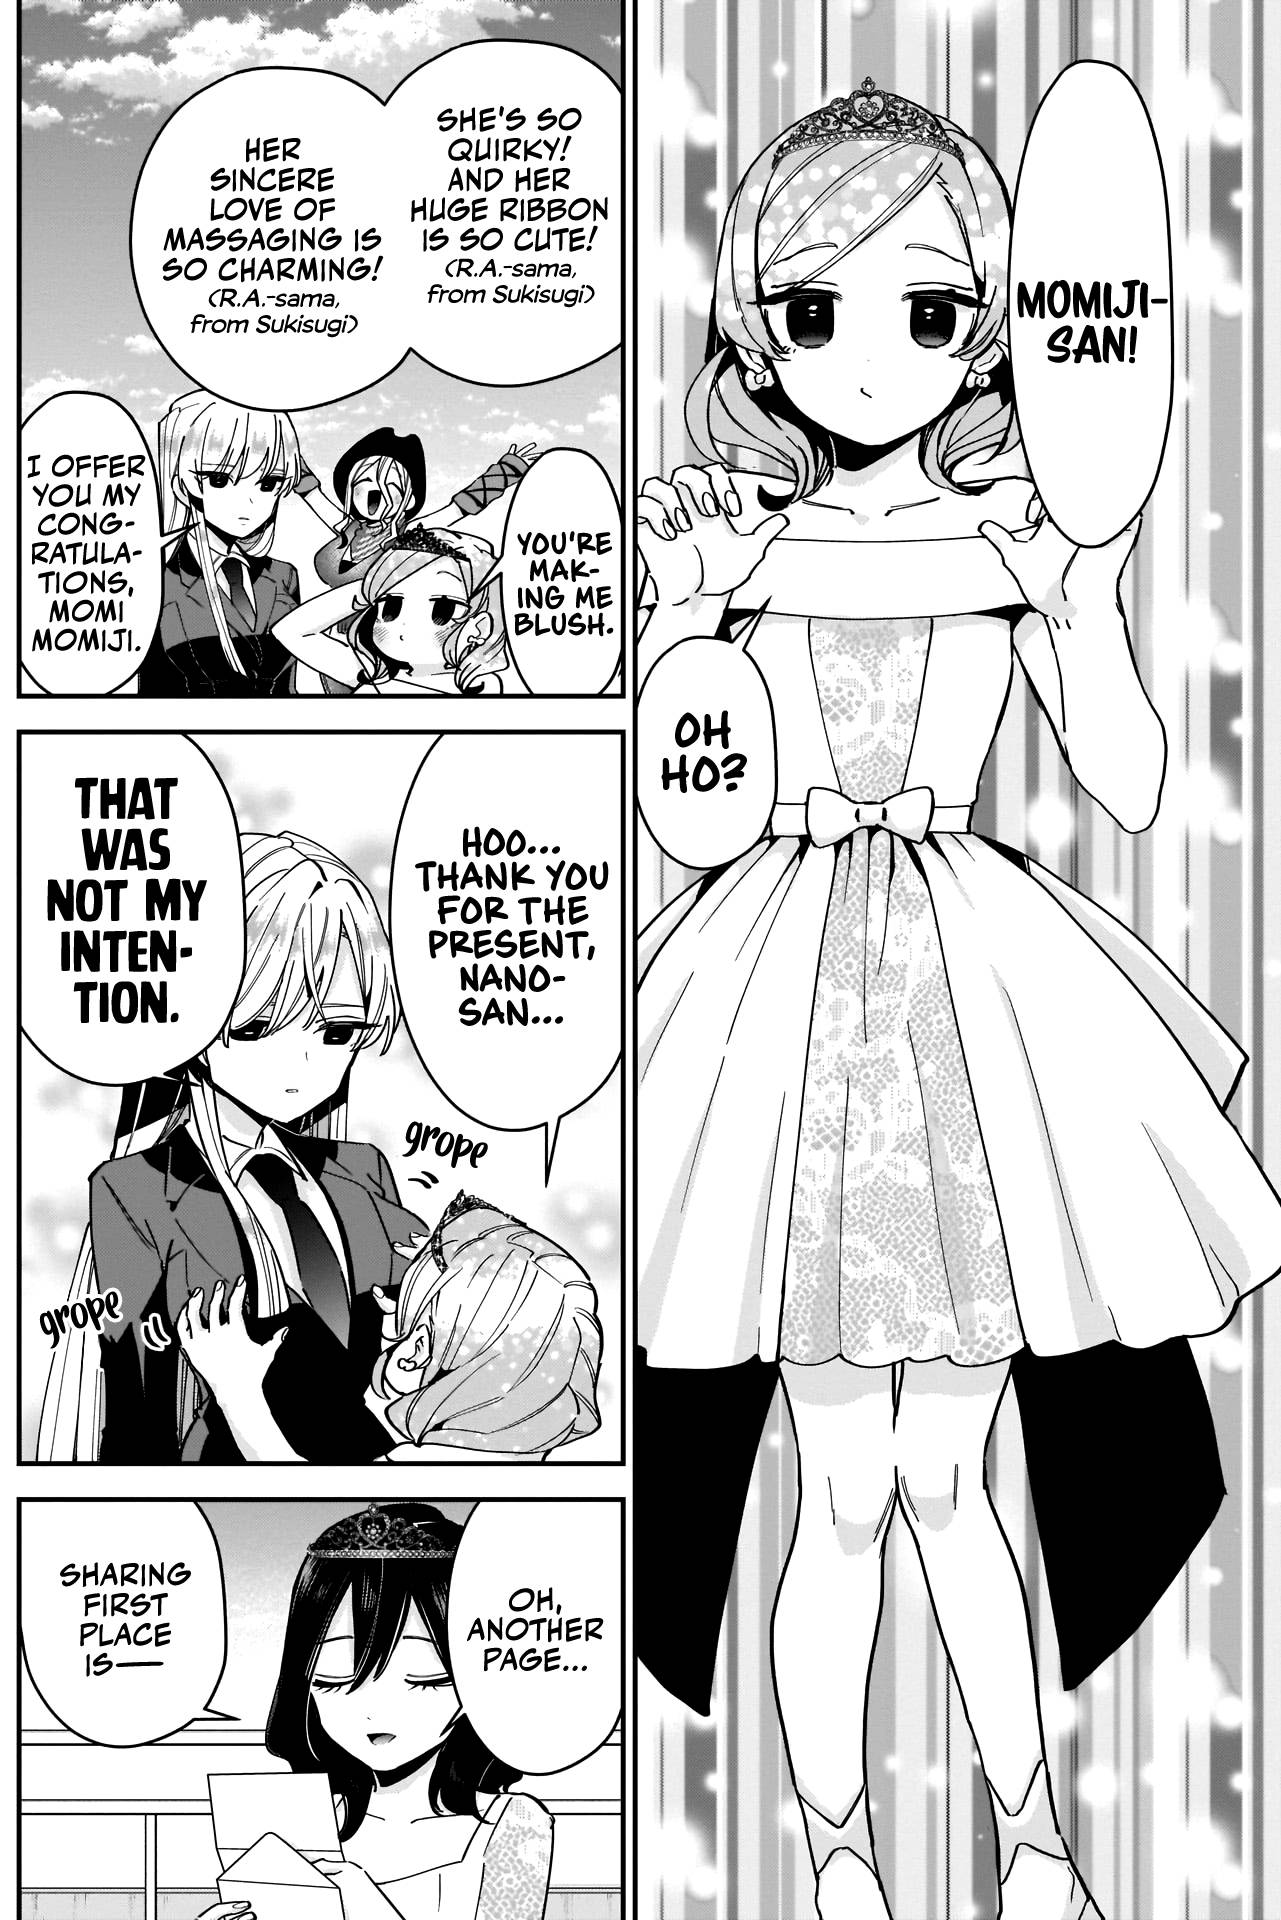 MOMIJI-
SAN!
OH
HO?
SHE'S SO
QUIRKY!
AND HER
HUGE RIBBON
IS SO CUTE!
(R.A.-sama,
from Sukisugi)
HER
SINCERE
LOVE OF
MASSAGING IS
SO CHARMING!
(R.A.-sama,
from Sukisugi)
YOU'RE
MAK-
ING ME
BLUSH.
I OFFER
YOU MY
CONG-
RATULA-
TIONS,
MOMI
MOMIJI.
HOO...
THANK YOU
FOR THE
PRESENT,
NANO-
SAN...
THAT
WAS
NOT MY
INTEN-
TION.
grope
grope
OH,
ANOTHER
PAGE...
SHARING
FIRST
PLACE
IS——